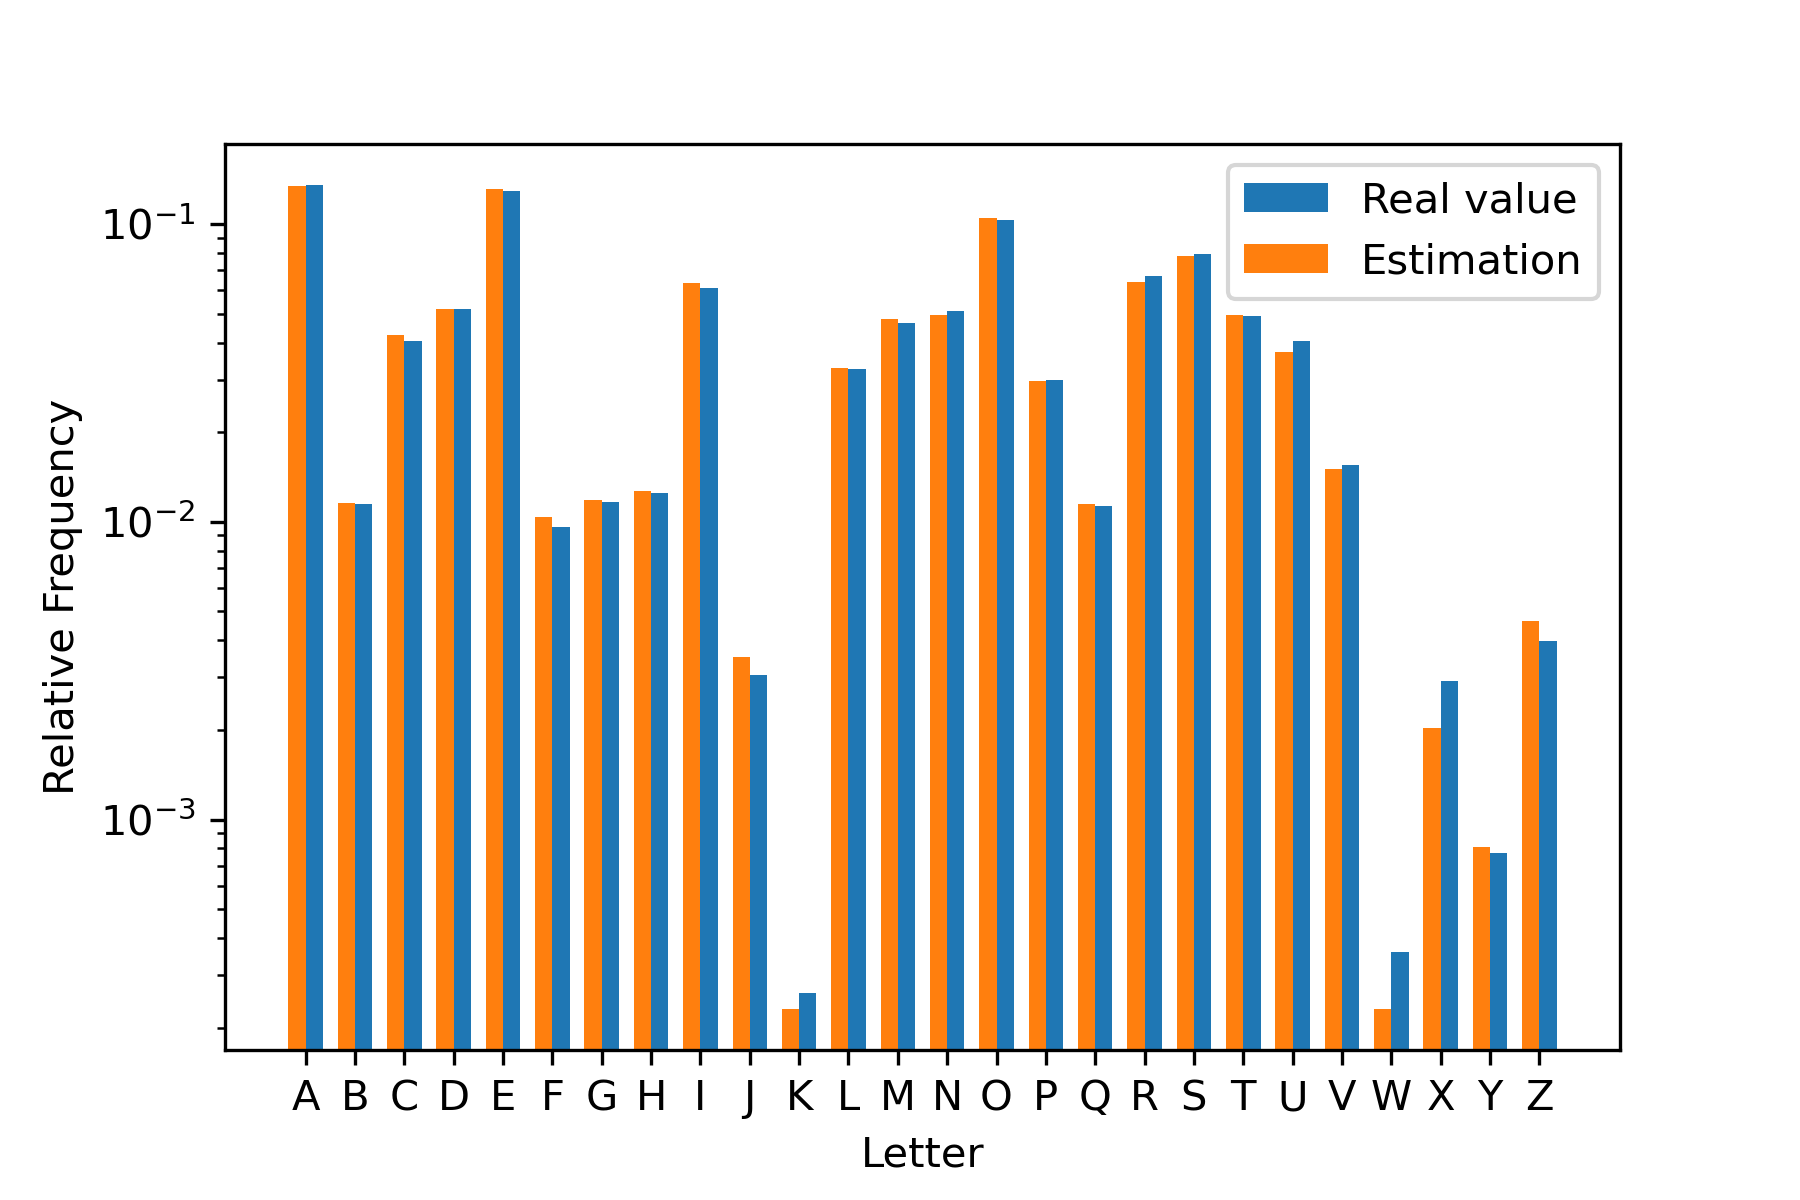 Real value
Estimation
10⁻¹
10⁻²
10⁻³
Relative Frequency
A B C D E F G H I J K L M N O P Q R S T U V W X Y Z
Letter